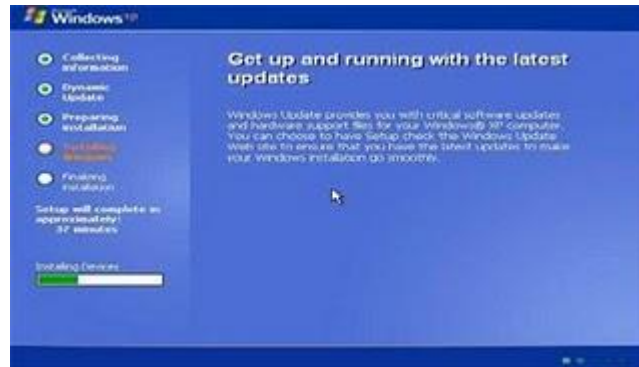 Windows xp
Collecting
information
Dynamic
Update
Preparing
installation
Installing
Windows
Finalizing
installation
Setup will complete in
approximately:
37 minutes
Installing Devices
Get up and running with the latest
updates
Windows Update provides you with critical software updates
and hardware support files for your Windows® XP computer.
You can choose to have Setup check the Windows Update
Web site to ensure that you have the latest updates to make
your Windows installation go smoothly.